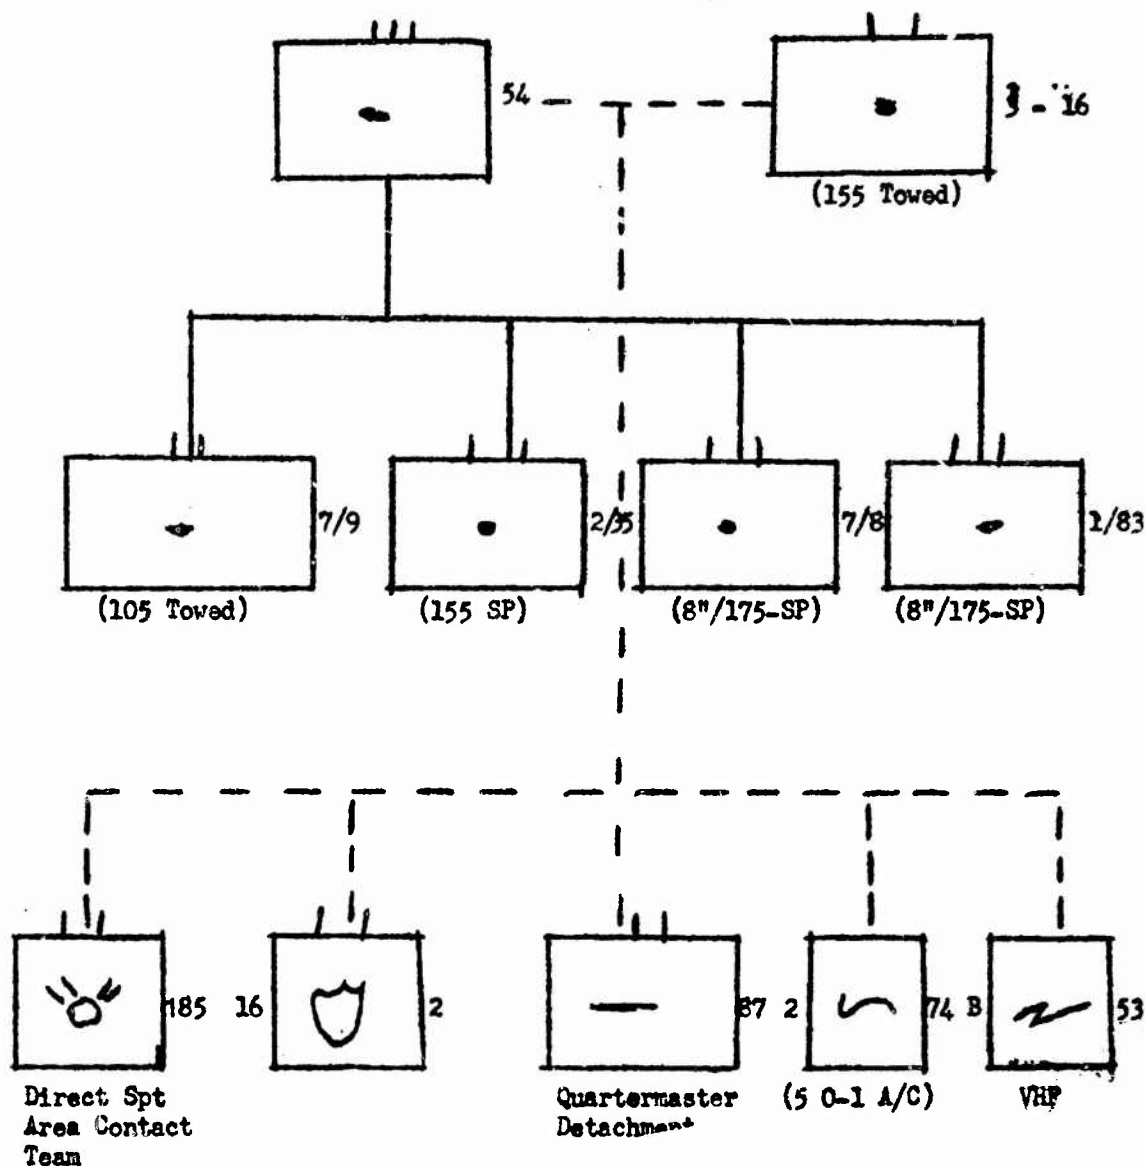 54
- 16
(155 Towed)
7/9
2/35
7/8
1/83
(105 Towed)
(155 SP)
(8"/175-SP)
(8"/175-SP)
185
16
2
87
2
74
B
53
Direct Spt
Area Contact
Team
Quartermaster
Detachment
(5 O-1 A/C)
VHF